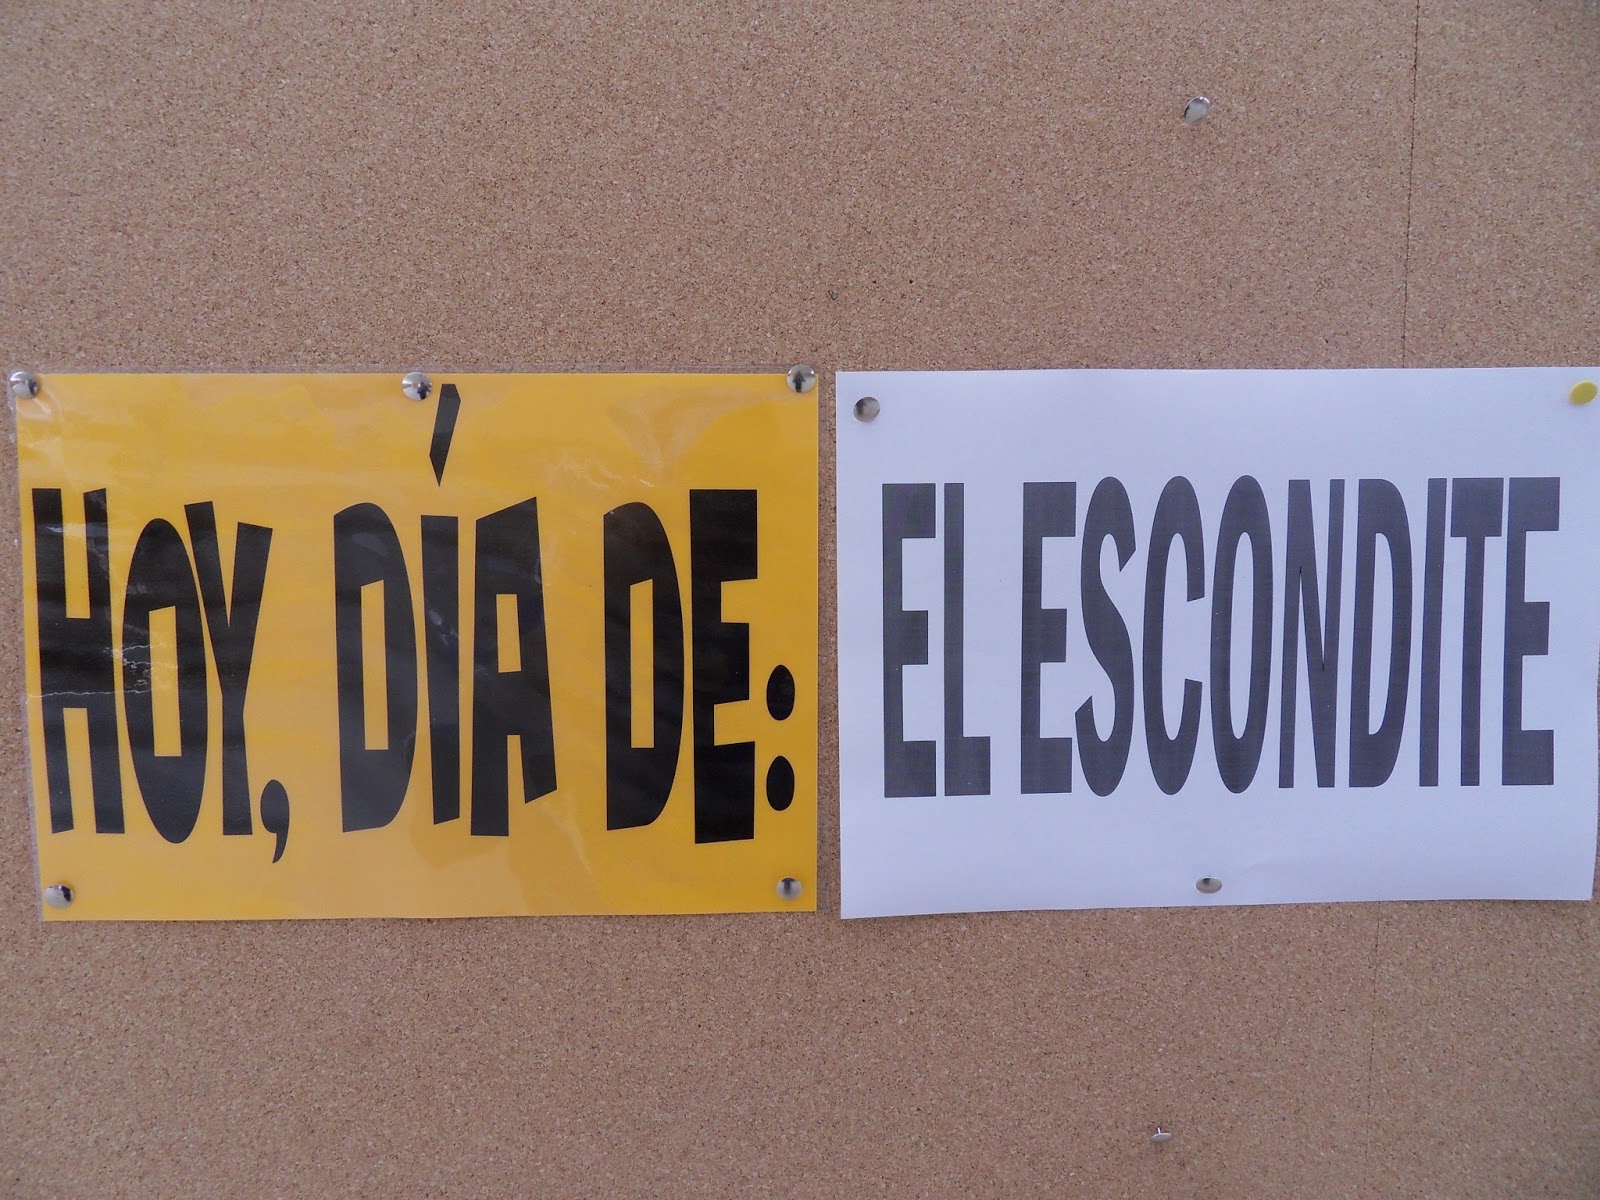 HOY, DÍA DE:
EL ESCONDITE